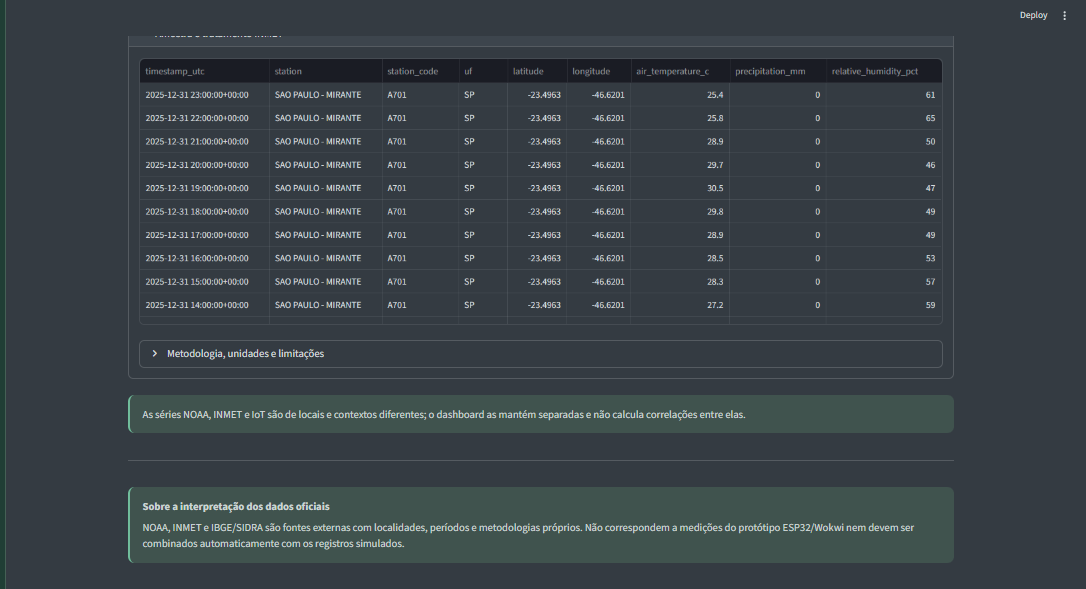 Deploy
timestamp_utc station station_code uf latitude longitude air_temperature_c precipitation_mm relative_humidity_pct
2025-12-31 23:00:00+00:00 SAO PAULO - MIRANTE A701 SP -23.4963 -46.6201 25.4 0 61
2025-12-31 22:00:00+00:00 SAO PAULO - MIRANTE A701 SP -23.4963 -46.6201 25.8 0 65
2025-12-31 21:00:00+00:00 SAO PAULO - MIRANTE A701 SP -23.4963 -46.6201 28.9 0 50
2025-12-31 20:00:00+00:00 SAO PAULO - MIRANTE A701 SP -23.4963 -46.6201 29.7 0 46
2025-12-31 19:00:00+00:00 SAO PAULO - MIRANTE A701 SP -23.4963 -46.6201 30.5 0 47
2025-12-31 18:00:00+00:00 SAO PAULO - MIRANTE A701 SP -23.4963 -46.6201 29.8 0 49
2025-12-31 17:00:00+00:00 SAO PAULO - MIRANTE A701 SP -23.4963 -46.6201 28.9 0 49
2025-12-31 16:00:00+00:00 SAO PAULO - MIRANTE A701 SP -23.4963 -46.6201 28.5 0 53
2025-12-31 15:00:00+00:00 SAO PAULO - MIRANTE A701 SP -23.4963 -46.6201 28.3 0 57
2025-12-31 14:00:00+00:00 SAO PAULO - MIRANTE A701 SP -23.4963 -46.6201 27.2 0 59
Metodologia, unidades e limitações
As séries NOAA, INMET e IoT são de locais e contextos diferentes; o dashboard as mantém separadas e não calcula correlações entre elas.
Sobre a interpretação dos dados oficiais
NOAA, INMET e IBGE/SIDRA são fontes externas com localidades, períodos e metodologias próprios. Não correspondem a medições do protótipo ESP32/Wokwi nem devem ser
combinados automaticamente com os registros simulados.